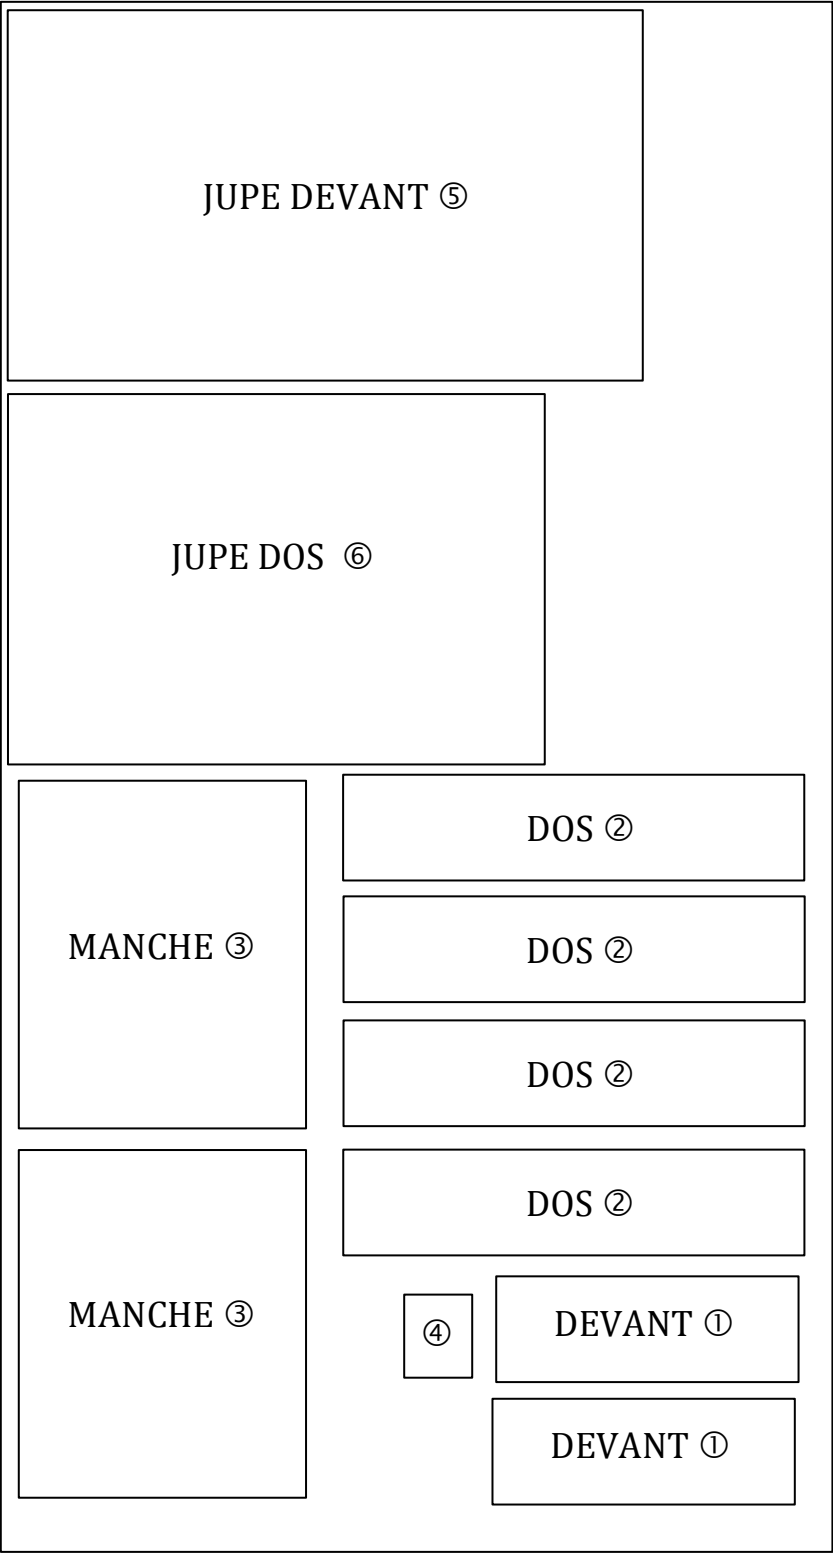 JUPE DEVANT ⑤
JUPE DOS ⑥
MANCHE ③
DOS ②
DOS ②
DOS ②
MANCHE ③
DOS ②
④
DEVANT ①
DEVANT ①